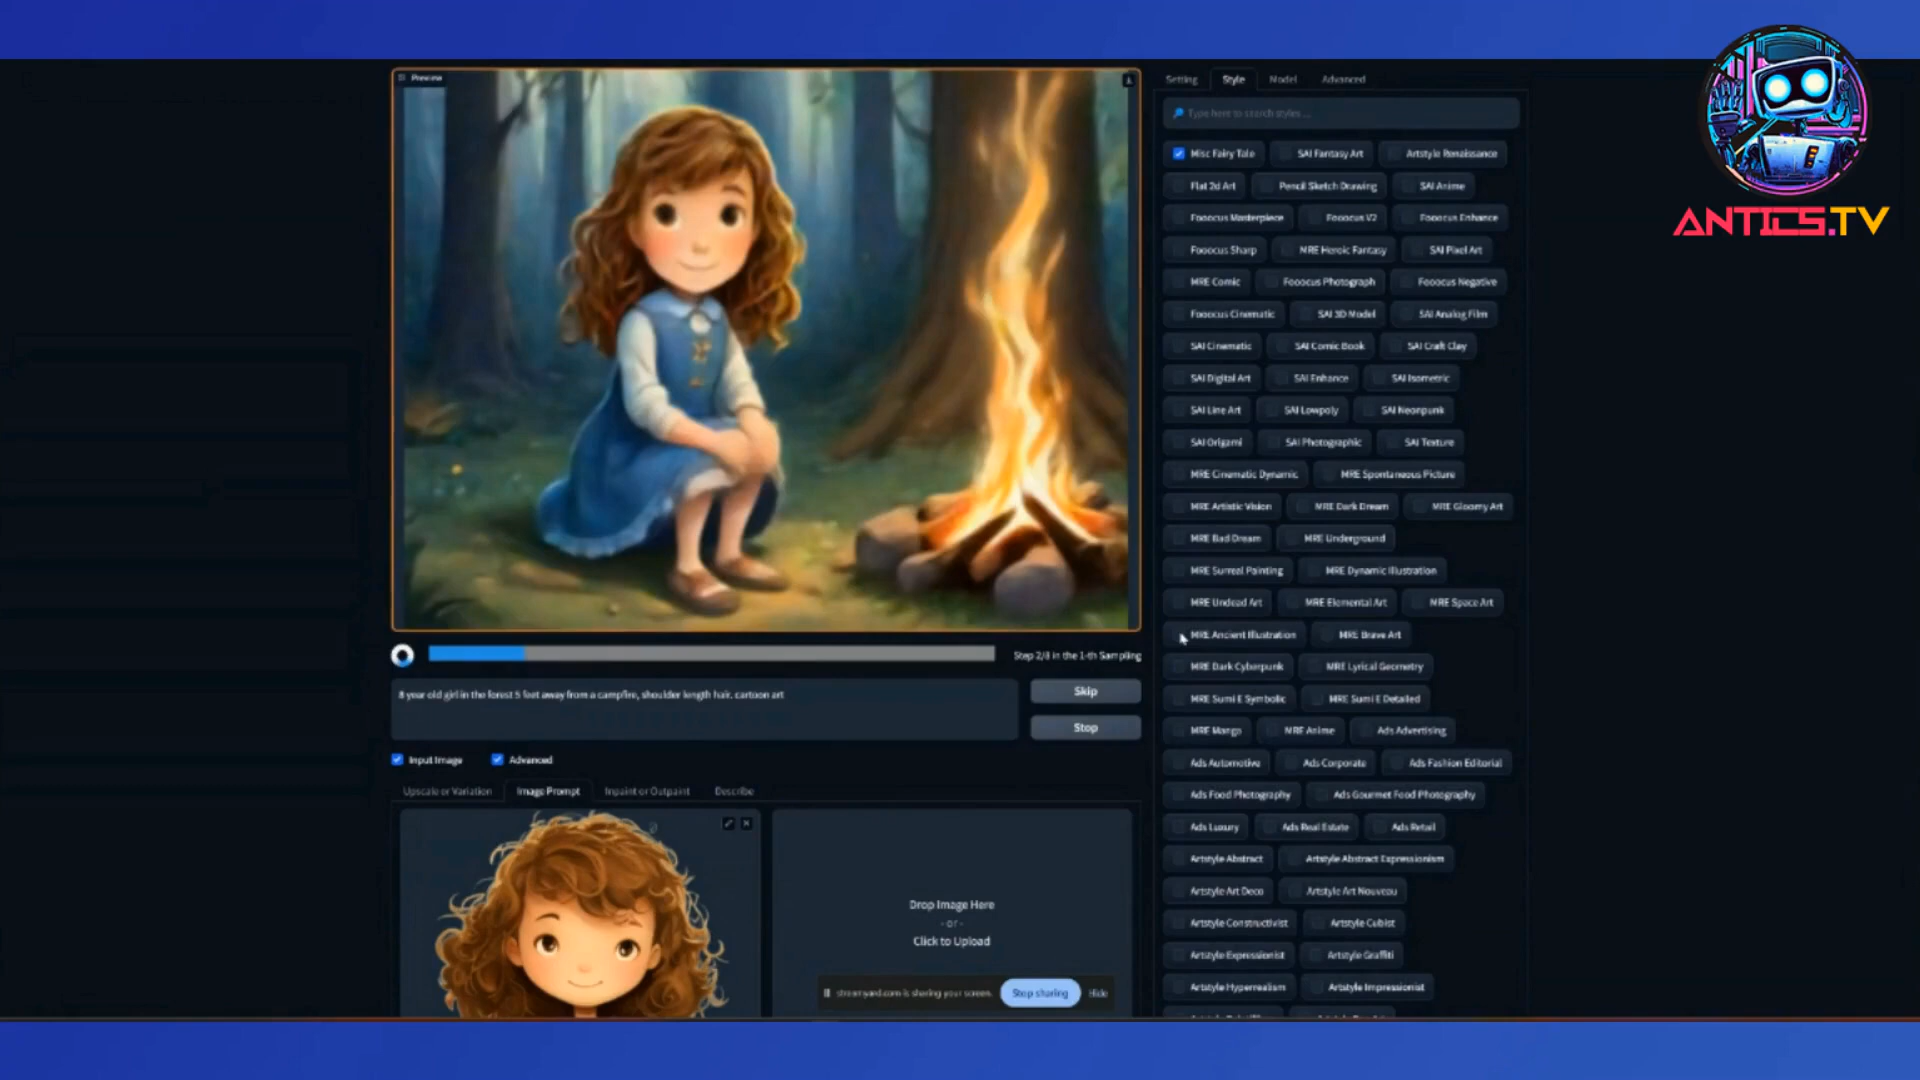 Preview
Setting Style Model Advanced
Type here to search styles ...
ANTICS.TV
Misc Fairy Tale SAI Fantasy Art Artstyle Renaissance
Flat 2d Art Pencil Sketch Drawing SAI Anime
Fooocus Masterpiece Fooocus V2 Fooocus Enhance
Fooocus Sharp MRE Heroic Fantasy SAI Pixel Art
MRE Comic Fooocus Photograph Fooocus Negative
Fooocus Cinematic SAI 3D Model SAI Analog Film
SAI Cinematic SAI Comic Book SAI Craft Clay
SAI Digital Art SAI Enhance SAI Isometric
SAI Line Art SAI Lowpoly SAI Neonpunk
SAI Origami SAI Photographic SAI Texture
MRE Cinematic Dynamic MRE Spontaneous Picture
MRE Artistic Vision MRE Dark Dream MRE Gloomy Art
MRE Bad Dream MRE Underground
MRE Surreal Painting MRE Dynamic Illustration
MRE Undead Art MRE Elemental Art MRE Space Art
MRE Ancient Illustration MRE Brave Art
MRE Dark Cyberpunk MRE Lyrical Geometry
MRE Sumi E Symbolic MRE Sumi E Detailed
MRE Manga MRE Anime Ads Advertising
Ads Automotive Ads Corporate Ads Fashion Editorial
Ads Food Photography Ads Gourmet Food Photography
Ads Luxury Ads Real Estate Ads Retail
Artstyle Abstract Artstyle Abstract Expressionism
Artstyle Art Deco Artstyle Art Nouveau
Artstyle Constructivist Artstyle Cubist
Artstyle Expressionist Artstyle Graffiti
Artstyle Hyperrealism Artstyle Impressionist
Step 2/8 in the 1-th Sampling
8 year old girl in the forest 5 feet away from a campfire, shoulder length hair. cartoon art
Skip
Stop
Input Image Advanced
Upscale or Variation Image Prompt Inpaint or Outpaint Describe
Drop Image Here
- or -
Click to Upload
streamyard.com is sharing your screen. Stop sharing Hide